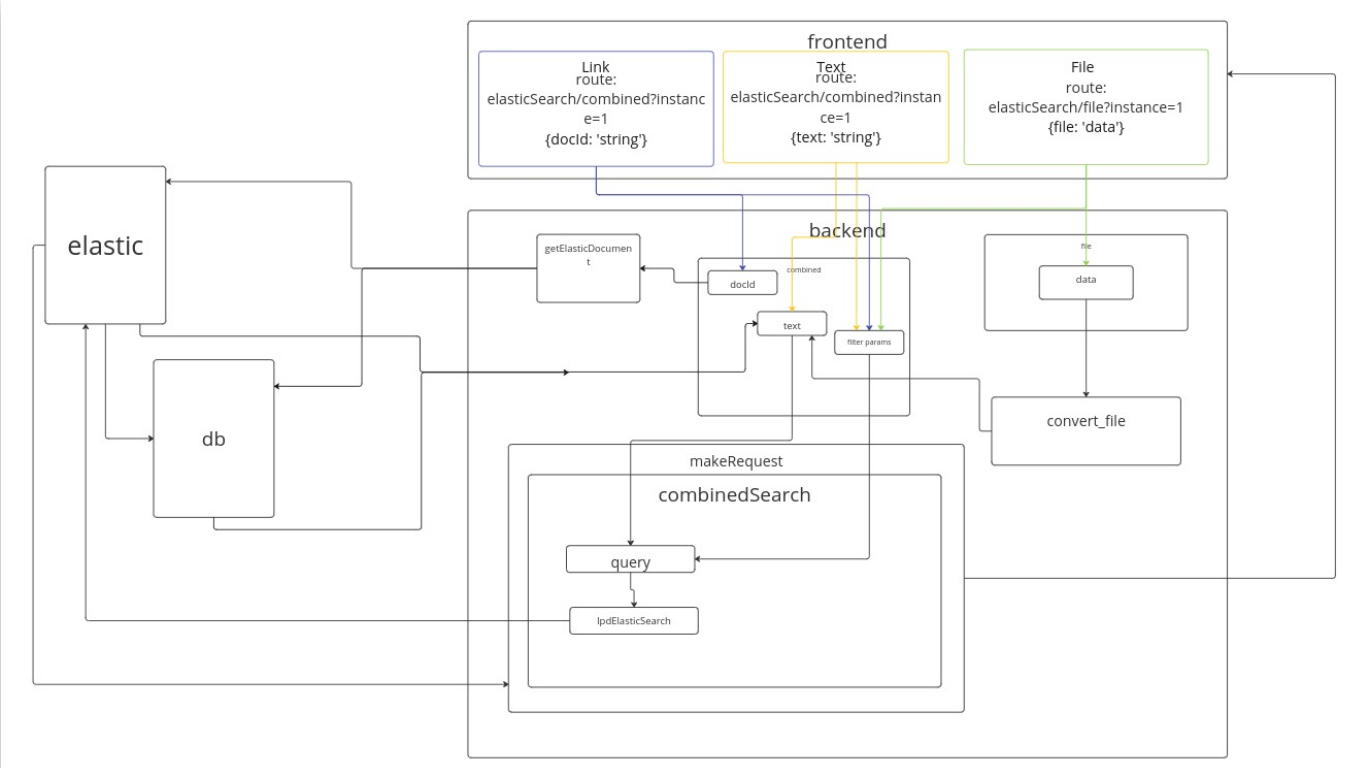 frontend
Link
route:
elasticSearch/combined?instanc
e=1
{docId: 'string'}
Text
route:
elasticSearch/combined?instan
ce=1
{text: 'string'}
File
route:
elasticSearch/file?instance=1
{file: 'data'}
elastic
backend
getElasticDocumen
t
combined
docId
text
filter params
file
data
db
convert_file
makeRequest
combinedSearch
query
lpdElasticSearch